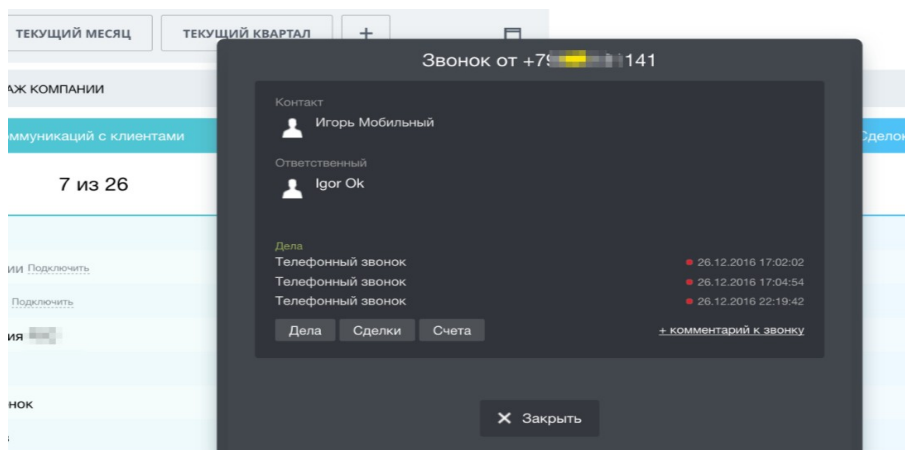 ТЕКУЩИЙ МЕСЯЦ
ТЕКУЩИЙ КВАРТАЛ
+
Звонок от +79 141
АЖ КОМПАНИИ
Контакт
Игорь Мобильный
оммуникаций с клиентами
Сделок
Ответственный
Igor Ok
7 из 26
Дела
ИИ Подключить
Телефонный звонок 26.12.2016 17:02:02
Телефонный звонок 26.12.2016 17:04:54
Подключить
Телефонный звонок 26.12.2016 22:19:42
ия
Дела Сделки Счета + комментарий к звонку
нок
× Закрыть